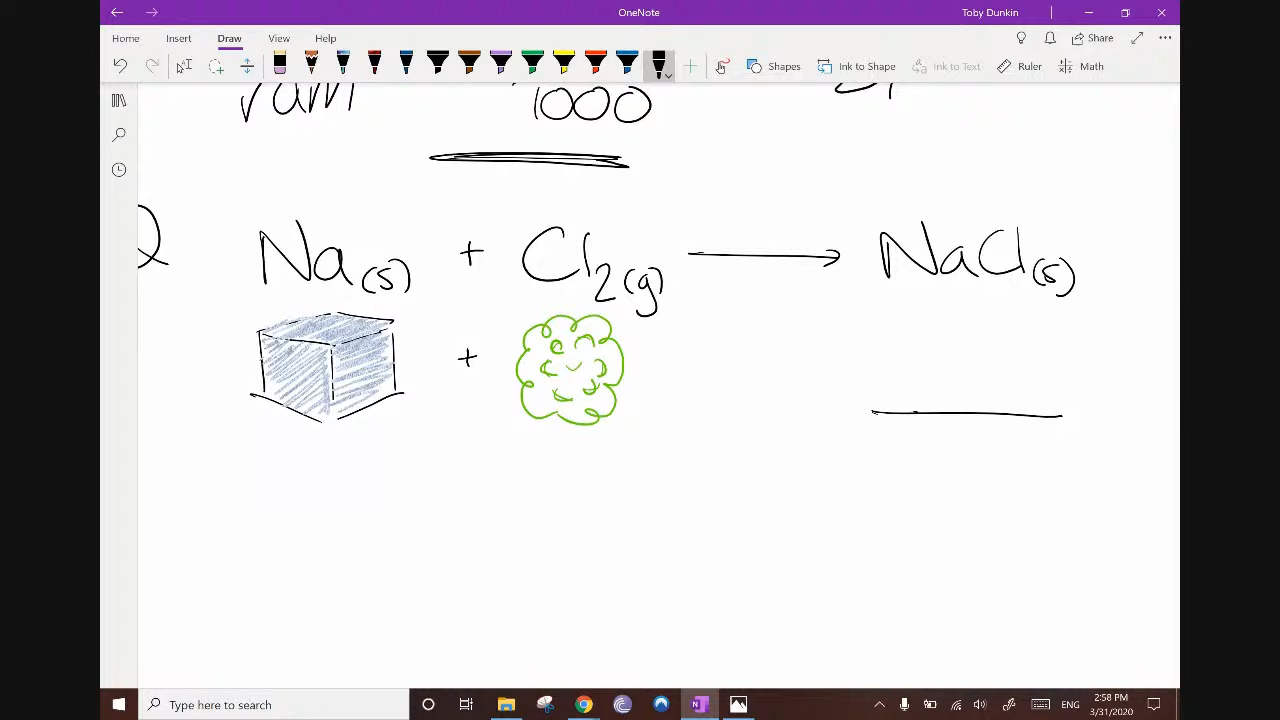 OneNote
Toby Dunkin
Home Insert Draw View Help
Share
Shapes Ink to Shape Ink to Text Ruler Math
1000
Na(s) + Cl2(g) → NaCl(s)
+
Type here to search
ENG
2:58 PM
3/31/2020